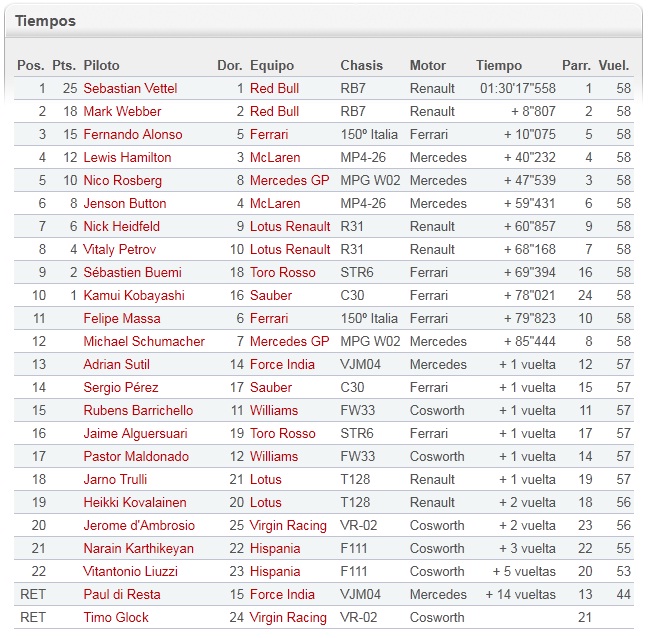 Tiempos
Pos. Pts. Piloto Dor. Equipo Chasis Motor Tiempo Parr. Vuel.
1 25 Sebastian Vettel 1 Red Bull RB7 Renault 01:30'17"558 1 58
2 18 Mark Webber 2 Red Bull RB7 Renault + 8"807 2 58
3 15 Fernando Alonso 5 Ferrari 150º Italia Ferrari + 10"075 5 58
4 12 Lewis Hamilton 3 McLaren MP4-26 Mercedes + 40"232 4 58
5 10 Nico Rosberg 8 Mercedes GP MPG W02 Mercedes + 47"539 3 58
6 8 Jenson Button 4 McLaren MP4-26 Mercedes + 59"431 6 58
7 6 Nick Heidfeld 9 Lotus Renault R31 Renault + 60"857 9 58
8 4 Vitaly Petrov 10 Lotus Renault R31 Renault + 68"168 7 58
9 2 Sébastien Buemi 18 Toro Rosso STR6 Ferrari + 69"394 16 58
10 1 Kamui Kobayashi 16 Sauber C30 Ferrari + 78"021 24 58
11 Felipe Massa 6 Ferrari 150º Italia Ferrari + 79"823 10 58
12 Michael Schumacher 7 Mercedes GP MPG W02 Mercedes + 85"444 8 58
13 Adrian Sutil 14 Force India VJM04 Mercedes + 1 vuelta 12 57
14 Sergio Pérez 17 Sauber C30 Ferrari + 1 vuelta 15 57
15 Rubens Barrichello 11 Williams FW33 Cosworth + 1 vuelta 11 57
16 Jaime Alguersuari 19 Toro Rosso STR6 Ferrari + 1 vuelta 17 57
17 Pastor Maldonado 12 Williams FW33 Cosworth + 1 vuelta 14 57
18 Jarno Trulli 21 Lotus T128 Renault + 1 vuelta 19 57
19 Heikki Kovalainen 20 Lotus T128 Renault + 2 vuelta 18 56
20 Jerome d'Ambrosio 25 Virgin Racing VR-02 Cosworth + 2 vuelta 23 56
21 Narain Karthikeyan 22 Hispania F111 Cosworth + 3 vuelta 22 55
22 Vitantonio Liuzzi 23 Hispania F111 Cosworth + 5 vueltas 20 53
RET Paul di Resta 15 Force India VJM04 Mercedes + 14 vueltas 13 44
RET Timo Glock 24 Virgin Racing VR-02 Cosworth 21